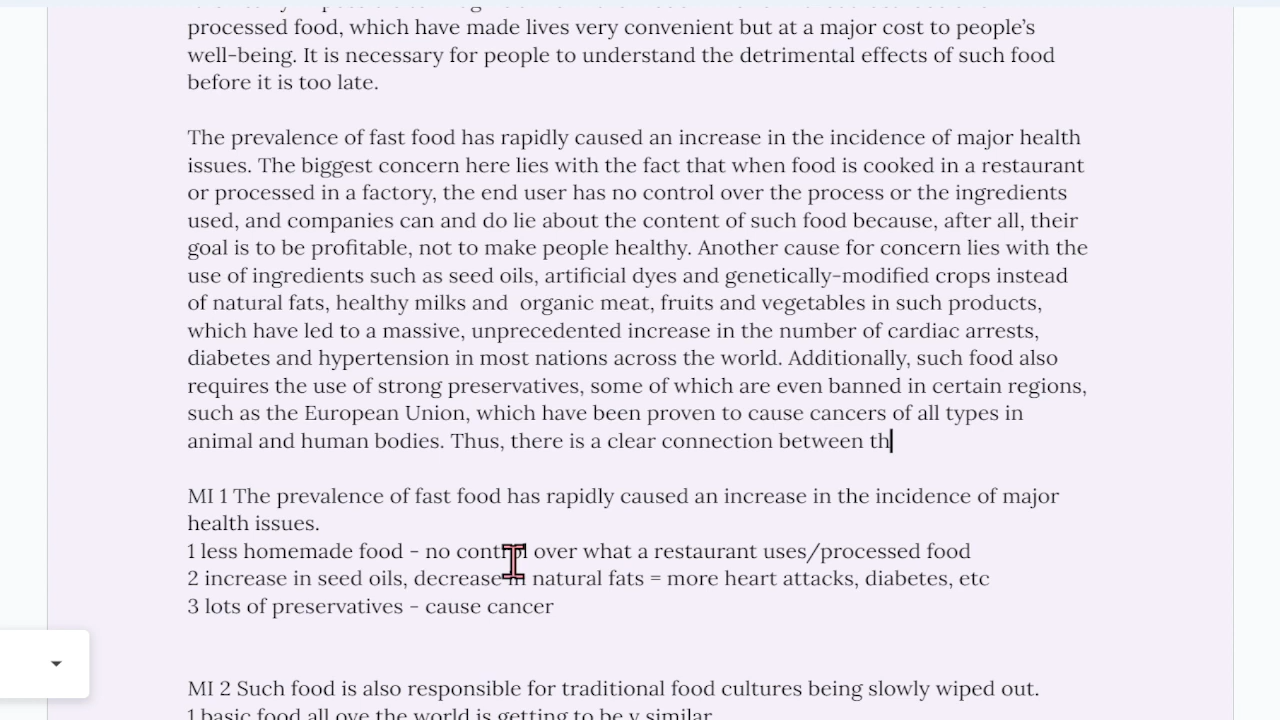 processed food, which have made lives very convenient but at a major cost to people's
well-being. It is necessary for people to understand the detrimental effects of such food
before it is too late.
The prevalence of fast food has rapidly caused an increase in the incidence of major health
issues. The biggest concern here lies with the fact that when food is cooked in a restaurant
or processed in a factory, the end user has no control over the process or the ingredients
used, and companies can and do lie about the content of such food because, after all, their
goal is to be profitable, not to make people healthy. Another cause for concern lies with the
use of ingredients such as seed oils, artificial dyes and genetically-modified crops instead
of natural fats, healthy milks and  organic meat, fruits and vegetables in such products,
which have led to a massive, unprecedented increase in the number of cardiac arrests,
diabetes and hypertension in most nations across the world. Additionally, such food also
requires the use of strong preservatives, some of which are even banned in certain regions,
such as the European Union, which have been proven to cause cancers of all types in
animal and human bodies. Thus, there is a clear connection between th
MI 1 The prevalence of fast food has rapidly caused an increase in the incidence of major
health issues.
1 less homemade food - no control over what a restaurant uses/processed food
2 increase in seed oils, decrease in natural fats = more heart attacks, diabetes, etc
3 lots of preservatives - cause cancer
MI 2 Such food is also responsible for traditional food cultures being slowly wiped out.
1 basic food all ove the world is getting to be v similar